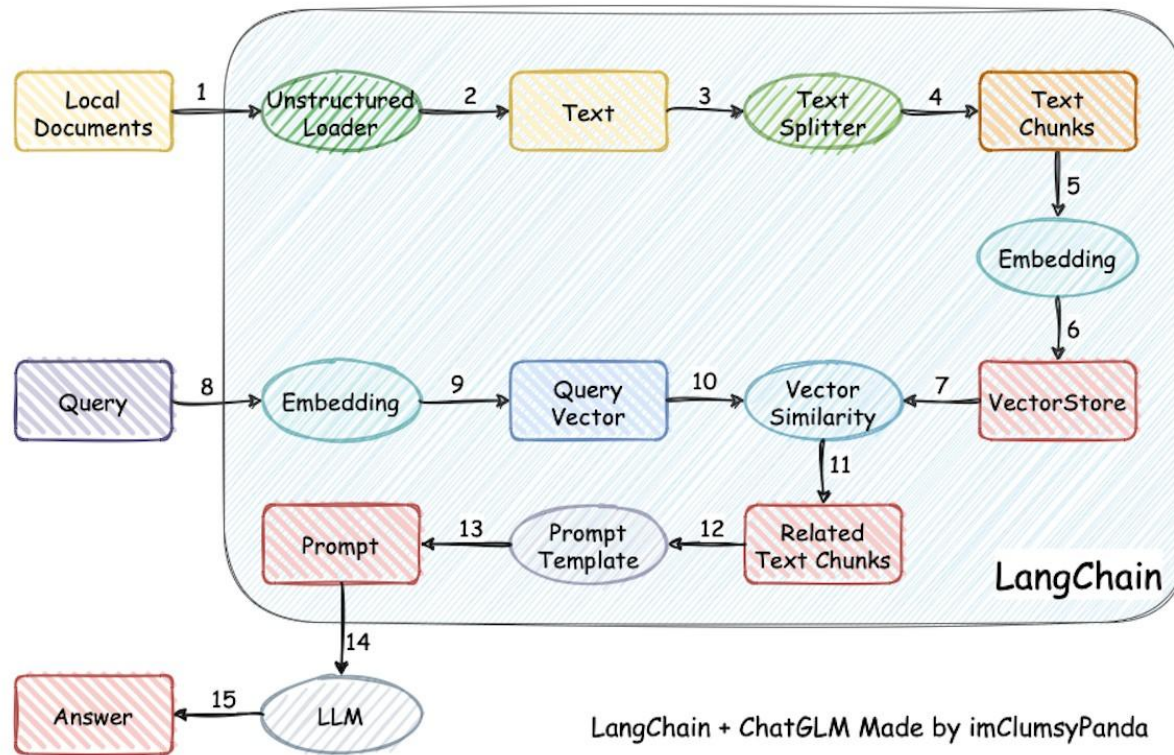 Local
Documents
1
Unstructured
Loader
2
Text
3
Text
Splitter
4
Text
Chunks
5
Embedding
6
Query
8
Embedding
9
Query
Vector
10
Vector
Similarity
7
VectorStore
11
Prompt
13
Prompt
Template
12
Related
Text Chunks
LangChain
14
Answer
15
LLM
LangChain + ChatGLM Made by imClumsyPanda